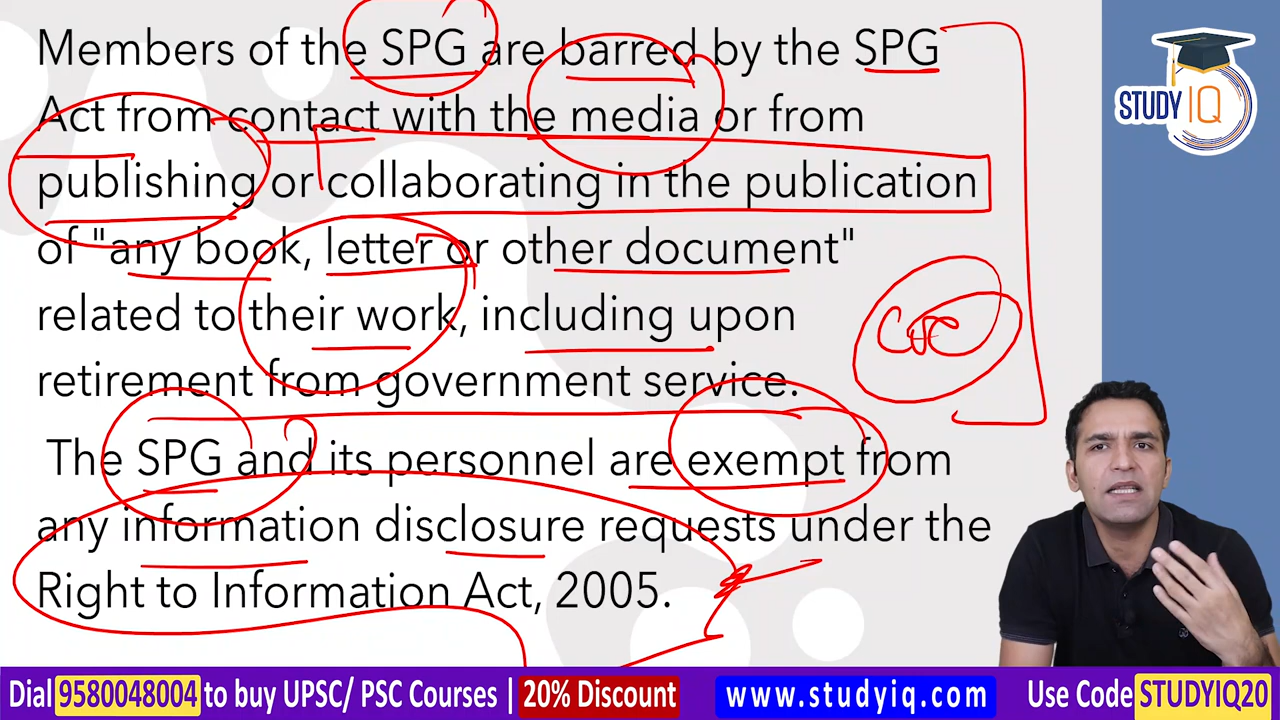 Members of the SPG are barred by the SPG
Act from contact with the media or from
publishing or collaborating in the publication
of "any book, letter or other document"
related to their work, including upon
retirement from government service.
The SPG and its personnel are exempt from
any information disclosure requests under the
Right to Information Act, 2005.
STUDY IQ
Dial 9580048004 to buy UPSC/ PSC Courses | 20% Discount
www.studyiq.com
Use Code STUDYIQ20